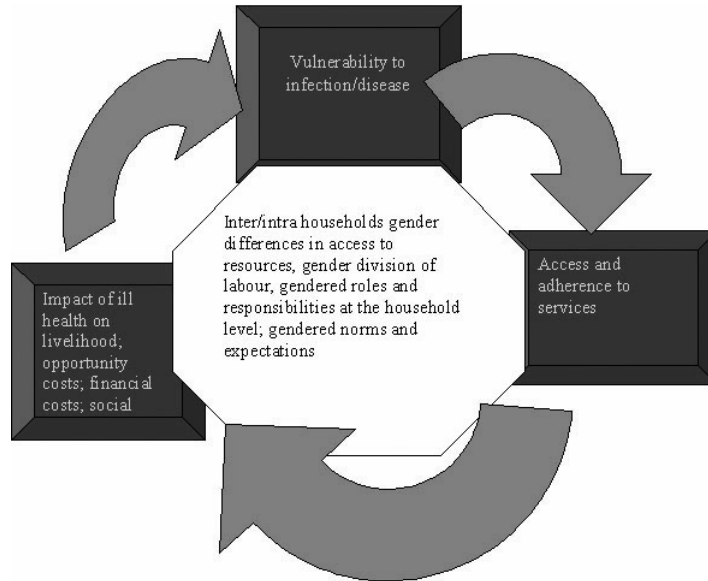 Vulnerability to
infection/disease
Inter/intra households gender
differences in access to
resources, gender division of
labour, gendered roles and
responsibilities at the household
level; gendered norms and
expectations
Access and
adherence to
services
Impact of ill
health on
livelihood;
opportunity
costs; financial
costs; social